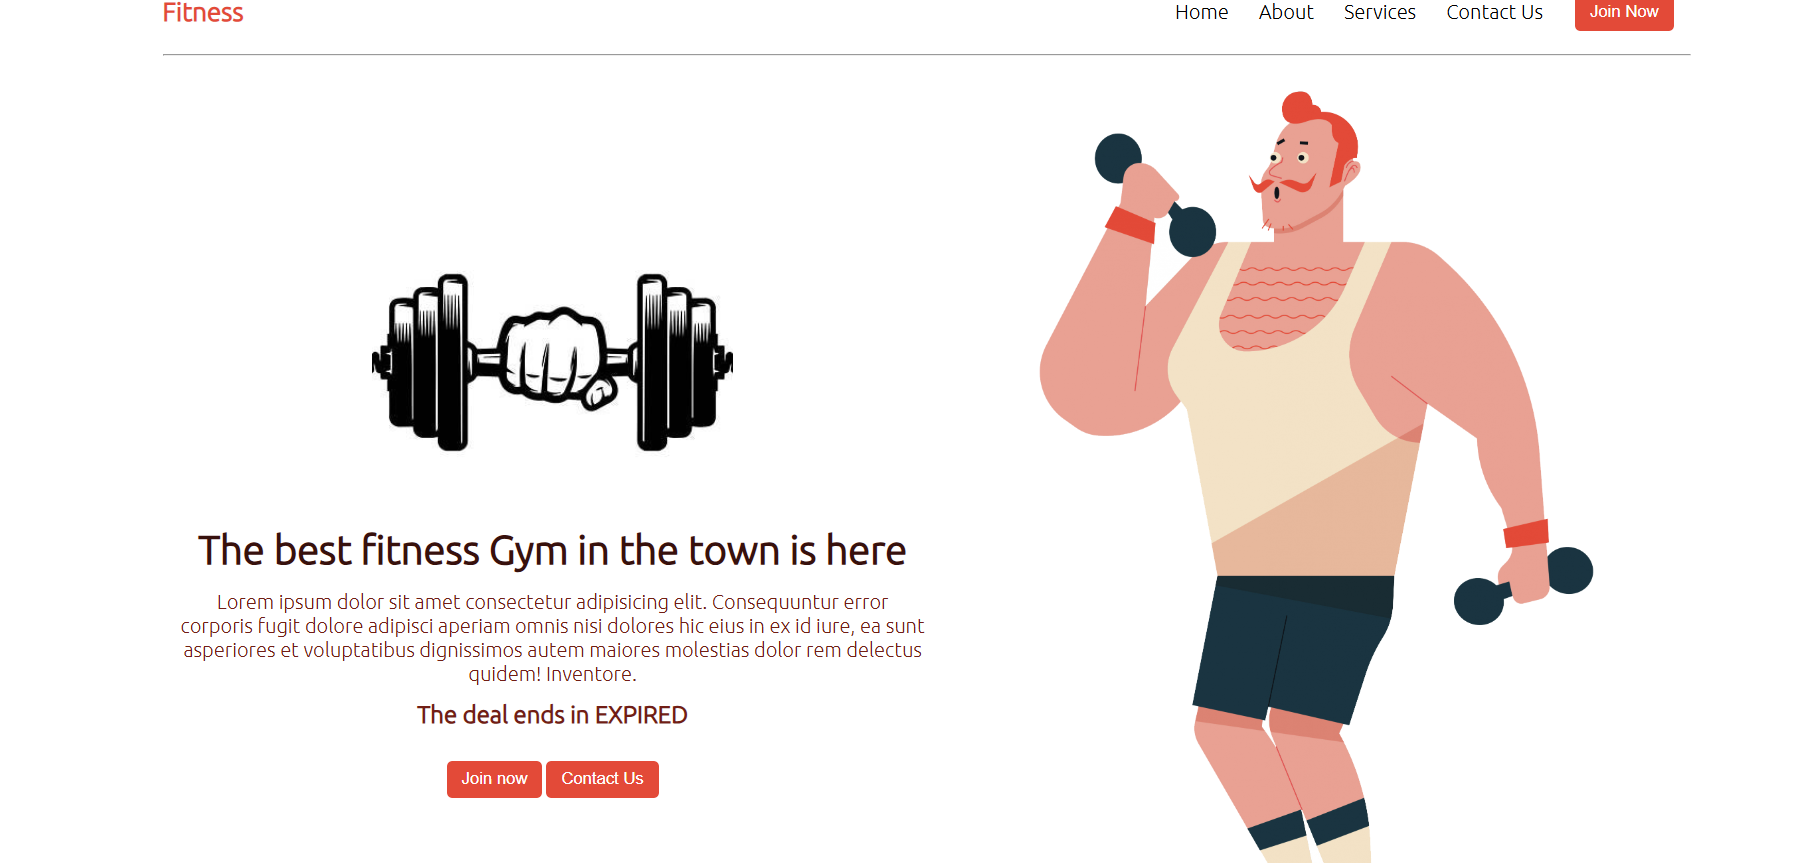 Fitness
Home About Services Contact Us Join Now
The best fitness Gym in the town is here
Lorem ipsum dolor sit amet consectetur adipisicing elit. Consequuntur error
corporis fugit dolore adipisci aperiam omnis nisi dolores hic eius in ex id iure, ea sunt
asperiores et voluptatibus dignissimos autem maiores molestias dolor rem delectus
quidem! Inventore.
The deal ends in EXPIRED
Join now Contact Us